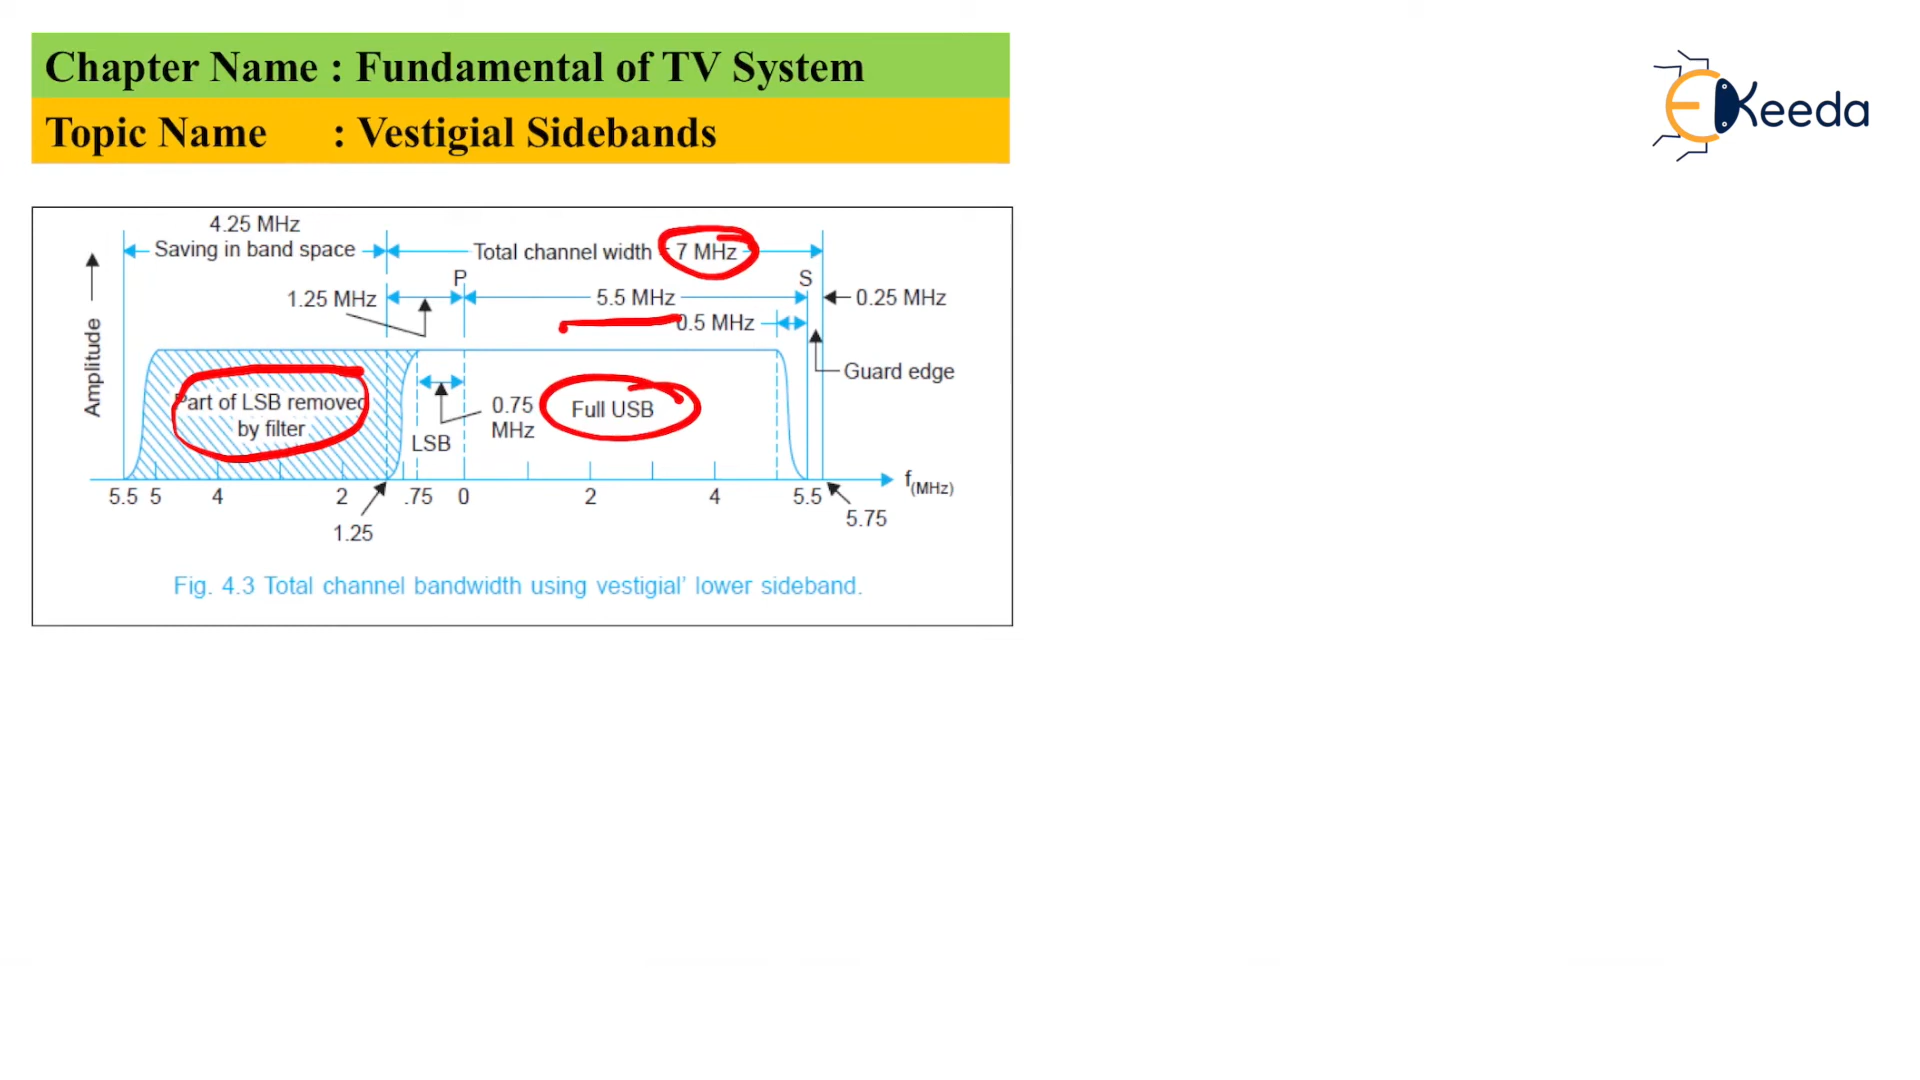 Chapter Name : Fundamental of TV System
Topic Name : Vestigial Sidebands
Keeda
4.25 MHz
Saving in band space
Total channel width = 7 MHz
P
S
1.25 MHz
5.5 MHz
0.25 MHz
0.5 MHz
Amplitude
Guard edge
Part of LSB removed
by filter
0.75
MHz
Full USB
LSB
5.5 5 4 2 .75 0 2 4 5.5
f(MHz)
1.25
5.75
Fig. 4.3 Total channel bandwidth using vestigial’ lower sideband.